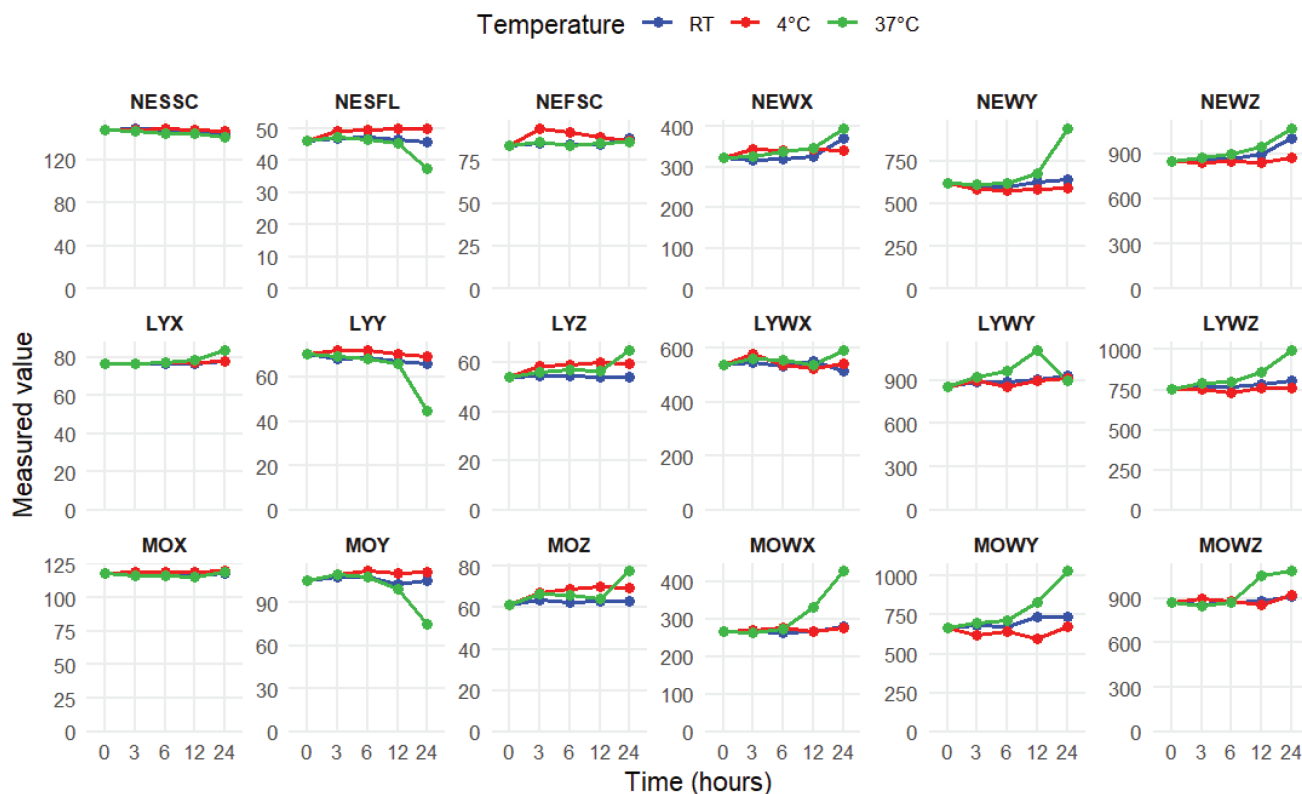 Temperature RT 4°C 37°C
NESSC NESFL NEFSC NEWX NEWY NEWZ
120 80 40 0
50 40 30 20 10 0
75 50 25 0
400 300 200 100 0
750 500 250 0
900 600 300 0
LYX LYY LYZ LYWX LYWY LYWZ
80 60 40 20 0
60 40 20 0
60 40 20 0
600 400 200 0
900 600 300 0
1000 750 500 250 0
MOX MOY MOZ MOWX MOWY MOWZ
125 100 75 50 25 0
90 60 30 0
80 60 40 20 0
400 300 200 100 0
1000 750 500 250 0
900 600 300 0
0 3 6 12 24 0 3 6 12 24 0 3 6 12 24 0 3 6 12 24 0 3 6 12 24 0 3 6 12 24
Measured value
Time (hours)